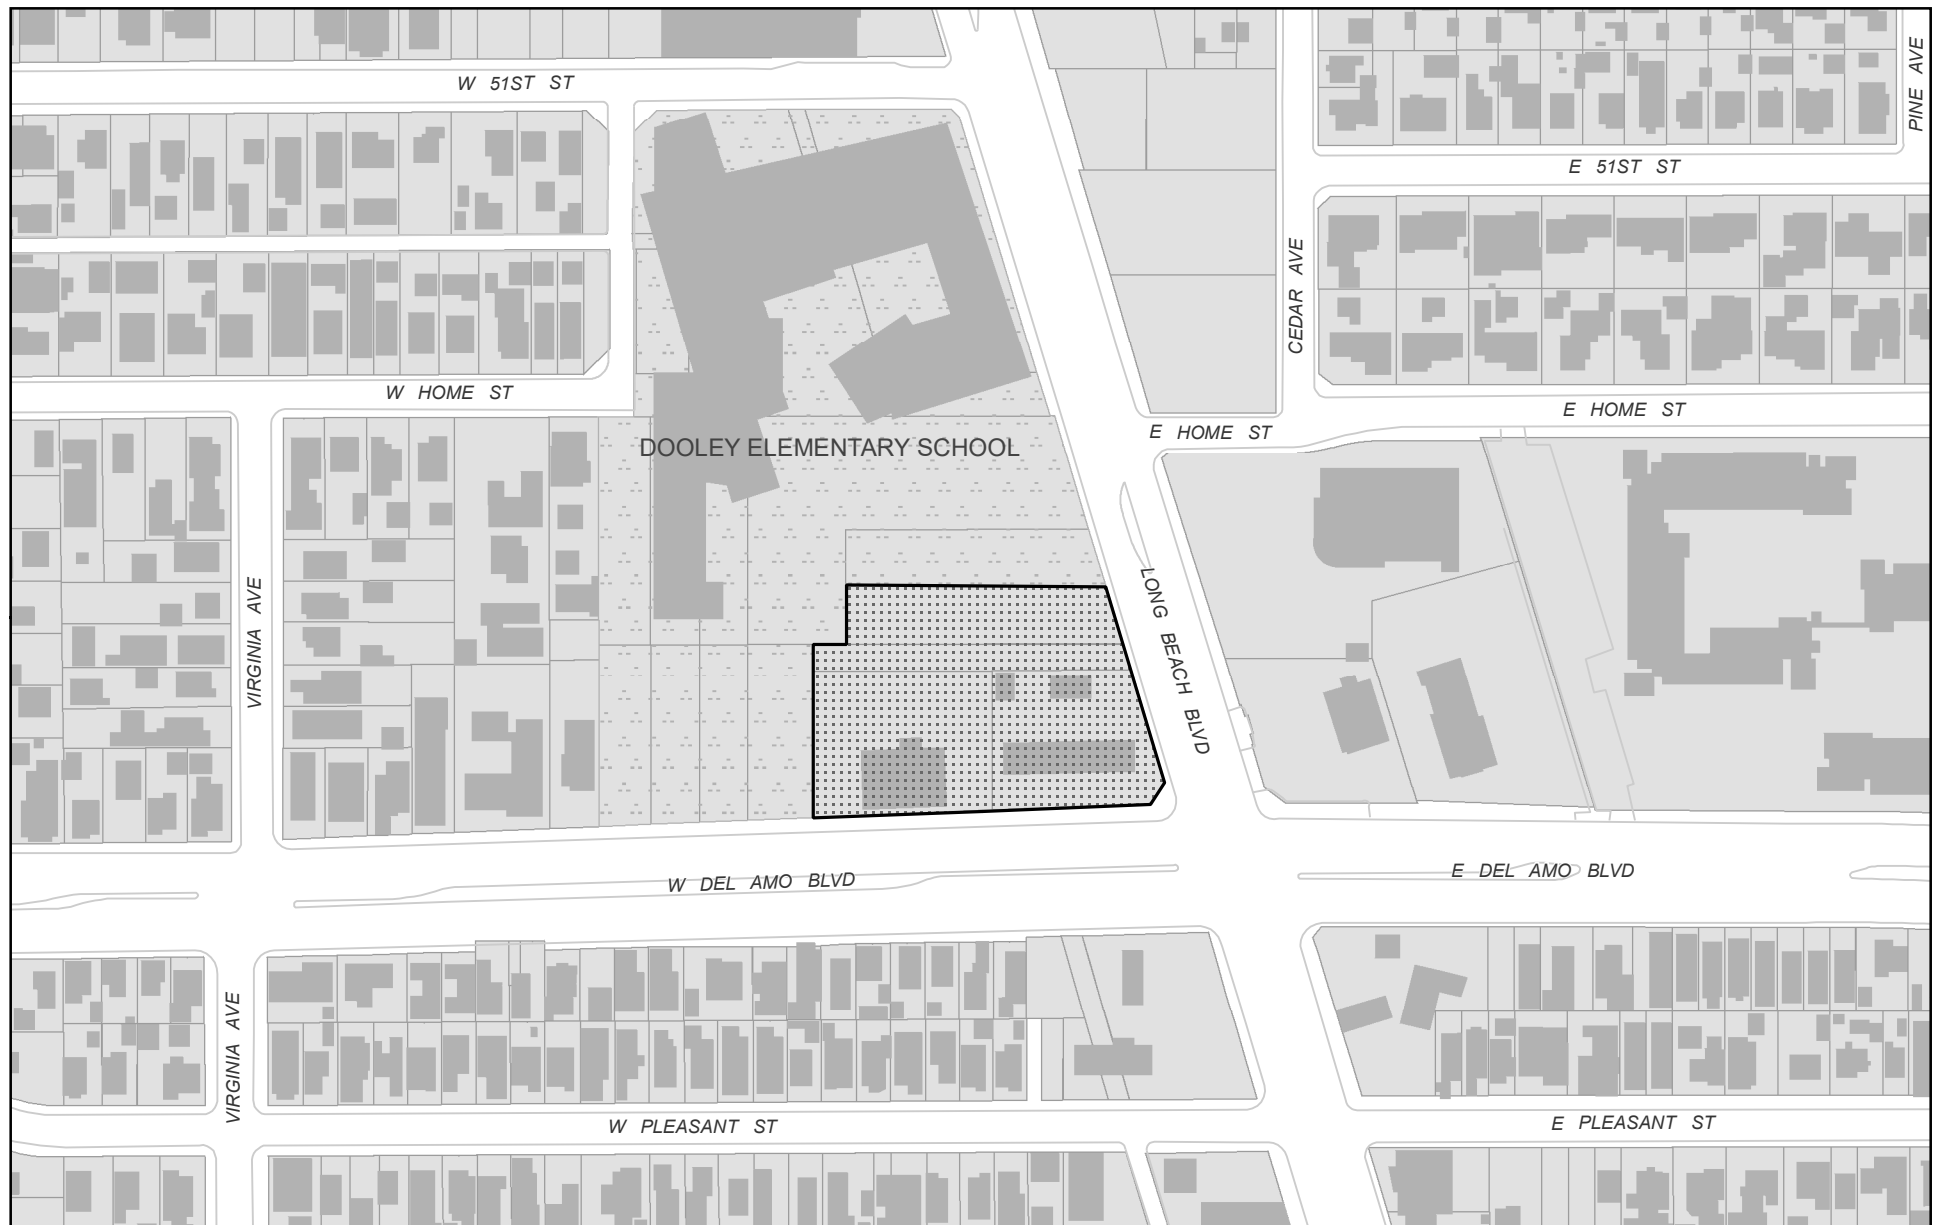 W 51ST ST
PINE AVE
E 51ST ST
CEDAR AVE
W HOME ST
E HOME ST
E HOME ST
DOOLEY ELEMENTARY SCHOOL
VIRGINIA AVE
LONG BEACH BLVD
W DEL AMO BLVD
E DEL AMO BLVD
VIRGINIA AVE
W PLEASANT ST
E PLEASANT ST